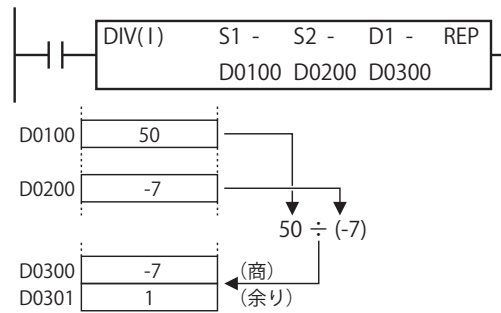 DIV(I) S1 - S2 - D1 - REP
D0100 D0200 D0300
D0100 50
D0200 -7
50 ÷ (-7)
D0300 -7 (商)
D0301 1 (余り)